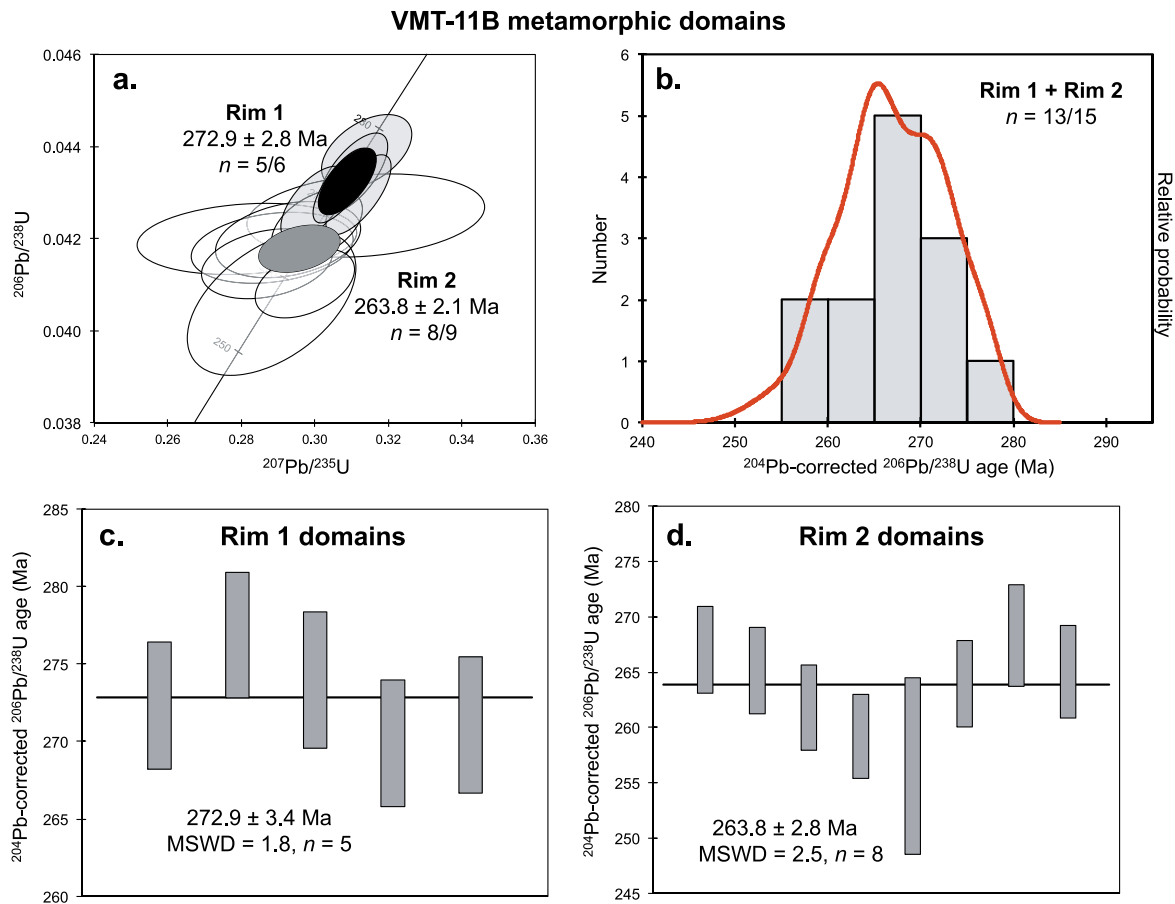 VMT-11B metamorphic domains
a.
Rim 1
272.9 ± 2.8 Ma
n = 5/6
250
Rim 2
263.8 ± 2.1 Ma
n = 8/9
250
0.046
0.044
0.042
0.040
0.038
0.24
0.26
0.28
0.30
0.32
0.34
0.36
²⁰⁶Pb/²³⁸U
²⁰⁷Pb/²³⁵U
b.
Rim 1 + Rim 2
n = 13/15
6
5
4
3
2
1
0
240
250
260
270
280
290
Number
Relative probability
²⁰⁴Pb-corrected ²⁰⁶Pb/²³⁸U age (Ma)
c.
Rim 1 domains
285
280
275
270
265
260
²⁰⁴Pb-corrected ²⁰⁶Pb/²³⁸U age (Ma)
272.9 ± 3.4 Ma
MSWD = 1.8, n = 5
d.
Rim 2 domains
280
275
270
265
260
255
250
245
²⁰⁴Pb-corrected ²⁰⁶Pb/²³⁸U age (Ma)
263.8 ± 2.8 Ma
MSWD = 2.5, n = 8